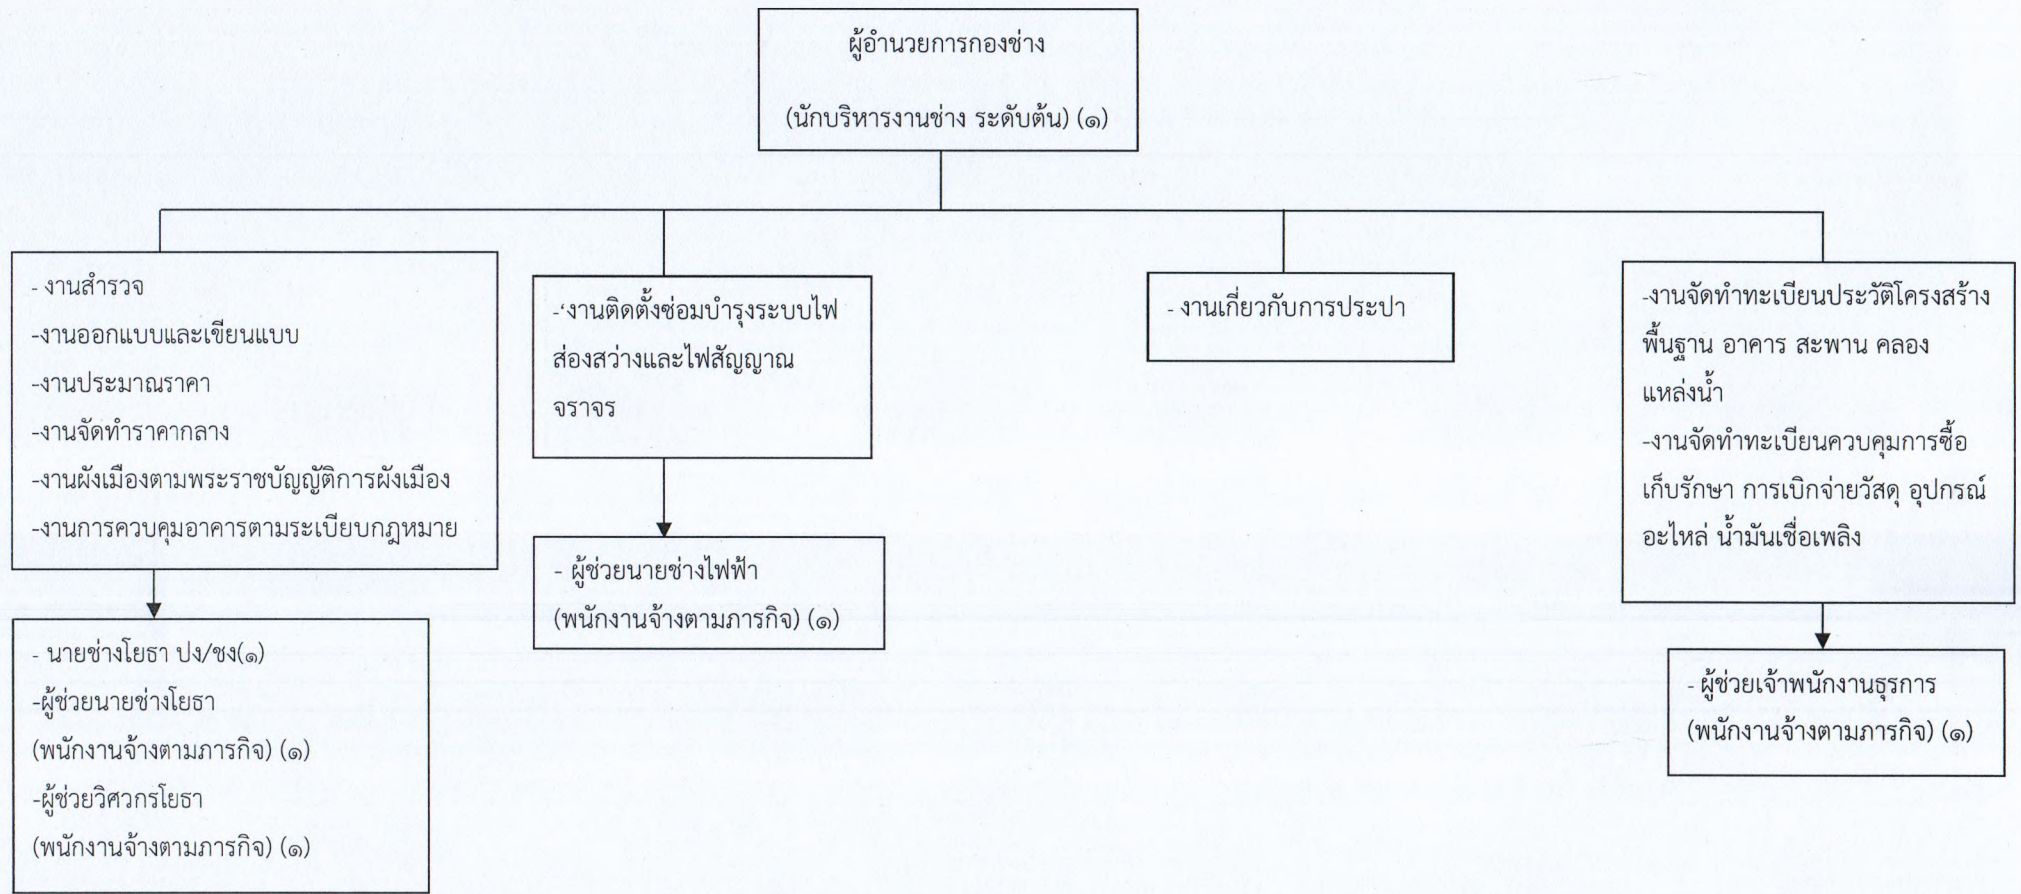 ผู้อำนวยการกองช่าง
(นักบริหารงานช่าง ระดับต้น) (๑)
- งานสำรวจ
-งานออกแบบและเขียนแบบ
-งานประมาณราคา
-งานจัดทำราคากลาง
-งานผังเมืองตามพระราชบัญญัติการผังเมือง
-งานการควบคุมอาคารตามระเบียบกฎหมาย
- นายช่างโยธา ปง/ชง(๑)
-ผู้ช่วยนายช่างโยธา
(พนักงานจ้างตามภารกิจ) (๑)
-ผู้ช่วยวิศวกรโยธา
(พนักงานจ้างตามภารกิจ) (๑)
-‘งานติดตั้งซ่อมบำรุงระบบไฟ
ส่องสว่างและไฟสัญญาณ
จราจร
- ผู้ช่วยนายช่างไฟฟ้า
(พนักงานจ้างตามภารกิจ) (๑)
- งานเกี่ยวกับการประปา
-งานจัดทำทะเบียนประวัติโครงสร้าง
พื้นฐาน อาคาร สะพาน คลอง
แหล่งน้ำ
-งานจัดทำทะเบียนควบคุมการซื้อ
เก็บรักษา การเบิกจ่ายวัสดุ อุปกรณ์
อะไหล่ น้ำมันเชื่อเพลิง
- ผู้ช่วยเจ้าพนักงานธุรการ
(พนักงานจ้างตามภารกิจ) (๑)